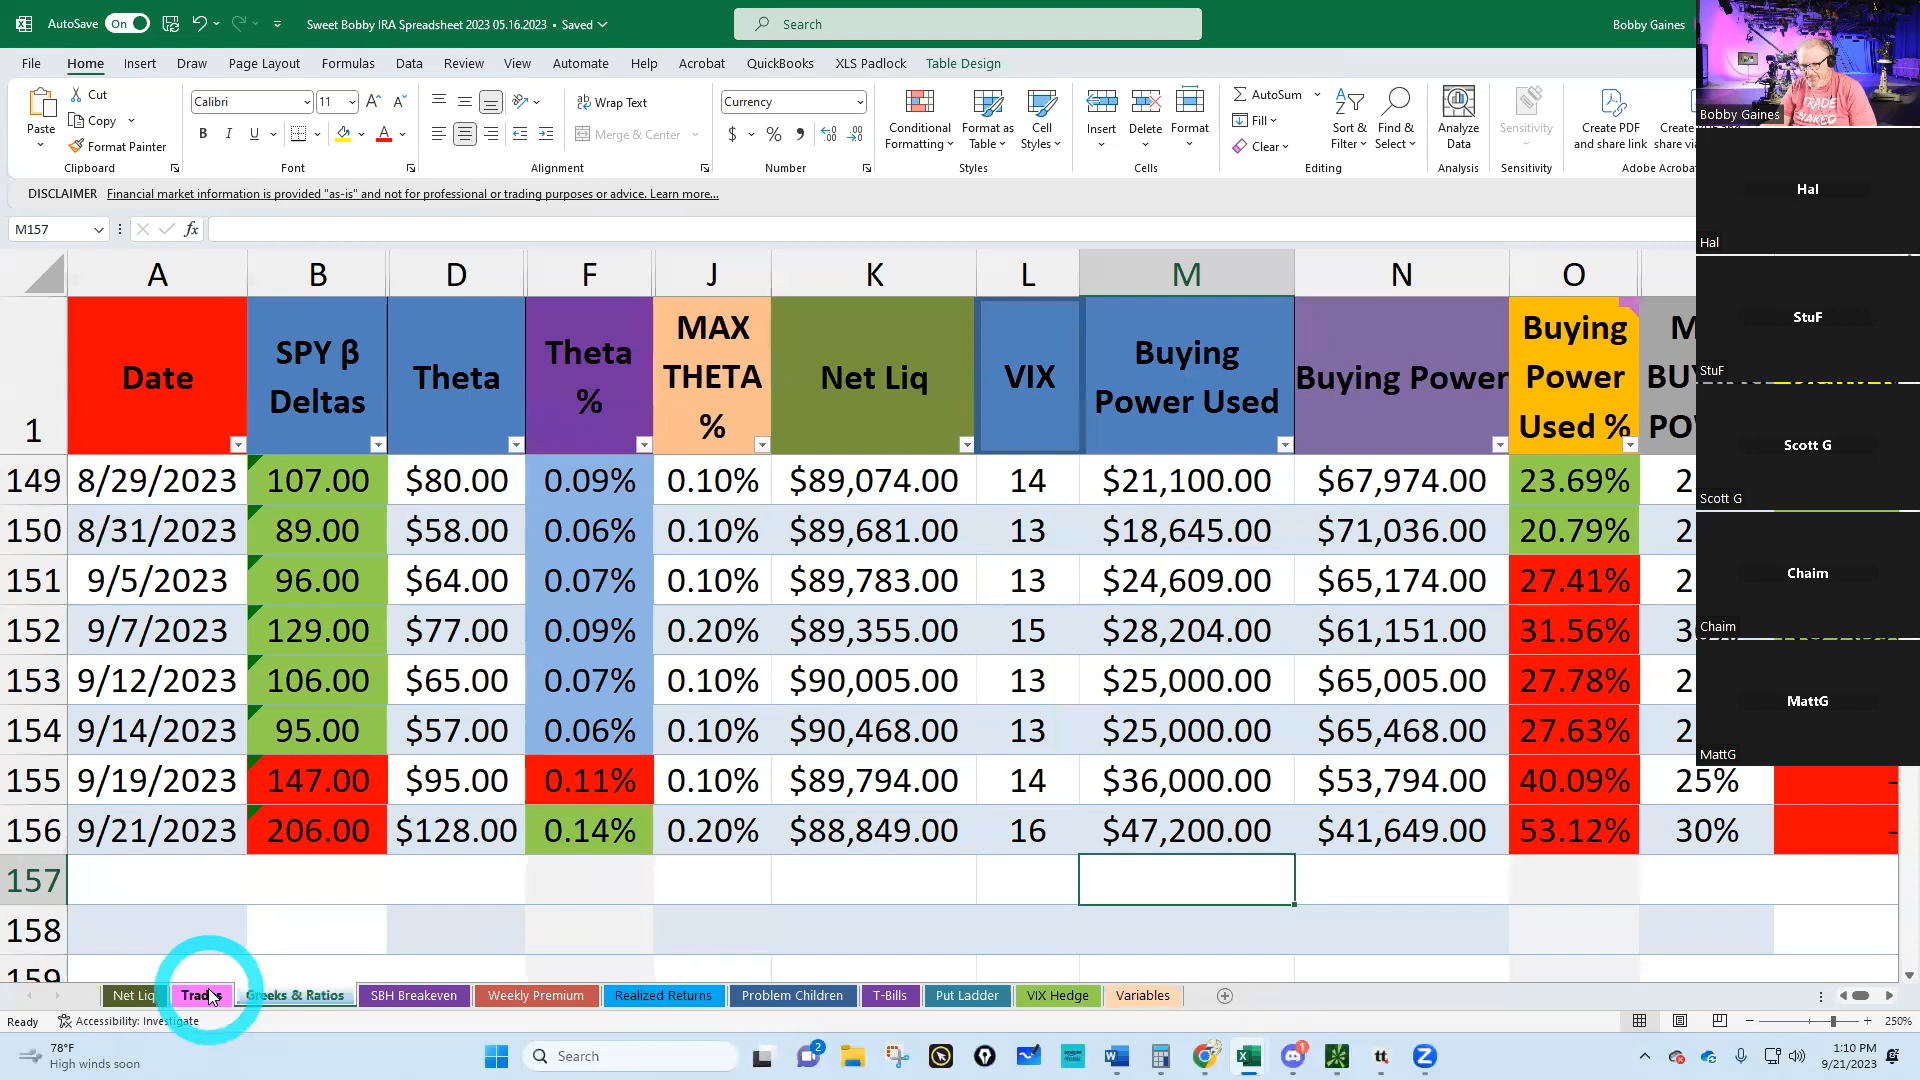 AutoSave On Sweet Bobby IRA Spreadsheet 2023 05.16.2023 • Saved Search Bobby Gaines
File Home Insert Draw Page Layout Formulas Data Review View Automate Help Acrobat QuickBooks XLS Padlock Table Design
Paste Cut Copy Format Painter Clipboard
Calibri 11 B I U Font
Wrap Text Merge & Center Alignment
Currency $ % Number
Conditional Formatting Format as Table Cell Styles Styles
Insert Delete Format Cells
AutoSum Fill Clear Sort & Filter Find & Select Editing
Analyze Data Analysis
Sensitivity Sensitivity
Create PDF and share link
DISCLAIMER Financial market information is provided "as-is" and not for professional or trading purposes or advice. Learn more...
M157 fx
A B D F J K L M N O
1 Date SPY β Deltas Theta Theta % MAX THETA % Net Liq VIX Buying Power Used Buying Power Buying Power Used %
149 8/29/2023 107.00 $80.00 0.09% 0.10% $89,074.00 14 $21,100.00 $67,974.00 23.69%
150 8/31/2023 89.00 $58.00 0.06% 0.10% $89,681.00 13 $18,645.00 $71,036.00 20.79%
151 9/5/2023 96.00 $64.00 0.07% 0.10% $89,783.00 13 $24,609.00 $65,174.00 27.41%
152 9/7/2023 129.00 $77.00 0.09% 0.20% $89,355.00 15 $28,204.00 $61,151.00 31.56%
153 9/12/2023 106.00 $65.00 0.07% 0.10% $90,005.00 13 $25,000.00 $65,005.00 27.78%
154 9/14/2023 95.00 $57.00 0.06% 0.10% $90,468.00 13 $25,000.00 $65,468.00 27.63%
155 9/19/2023 147.00 $95.00 0.11% 0.10% $89,794.00 14 $36,000.00 $53,794.00 40.09% 25% -
156 9/21/2023 206.00 $128.00 0.14% 0.20% $88,849.00 16 $47,200.00 $41,649.00 53.12% 30% -
157
158
159
Net Liq Trades Greeks & Ratios SBH Breakeven Weekly Premium Realized Returns Problem Children T-Bills Put Ladder VIX Hedge Variables
Ready Accessibility: Investigate 250%
78°F
High winds soon
Search
2
1
tt
1:10 PM
9/21/2023
TRADE
NAKED
Bobby Gaines
Hal
Hal
StuF
StuF
Scott G
Scott G
Chaim
Chaim
MattG
MattG